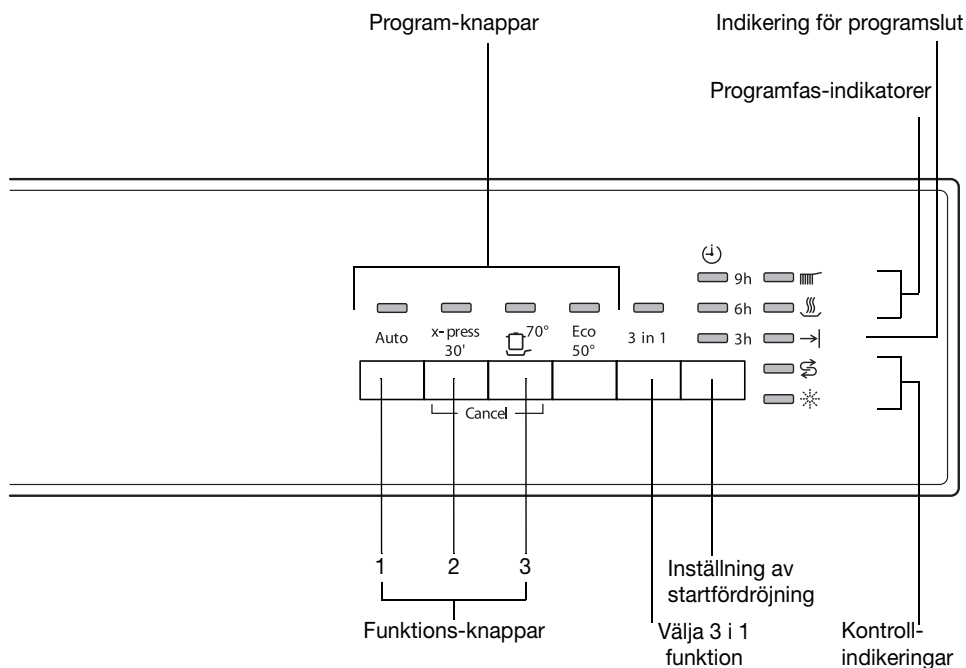 Program-knappar
Indikering för programslut
Programfas-indikatorer
9h
6h
3h
Auto
x-press
30'
70°
Eco
50°
3 in 1
Cancel
1
2
3
Funktions-knappar
Inställning av
startfördröjning
Välja 3 i 1
funktion
Kontroll-
indikeringar